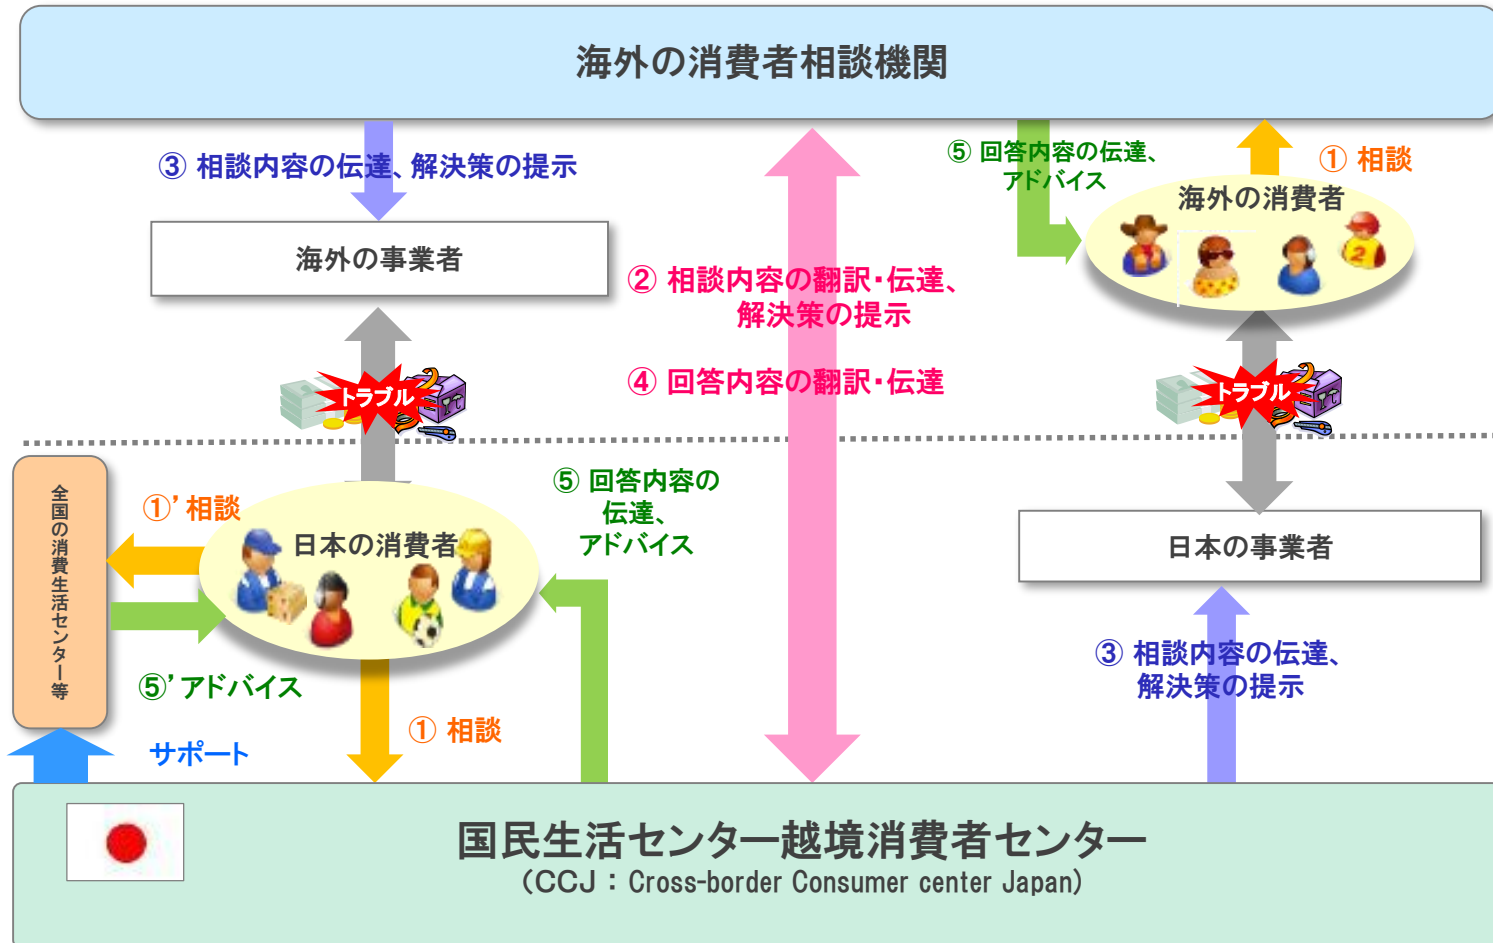 海外の消費者相談機関
③ 相談内容の伝達、解決策の提示
⑤ 回答内容の伝達、
アドバイス
① 相談
海外の消費者
2
海外の事業者
② 相談内容の翻訳・伝達、
解決策の提示
④ 回答内容の翻訳・伝達
トラブル
トラブル
全国の消費生活センター等
①’ 相談
日本の消費者
⑤ 回答内容の
伝達、
アドバイス
日本の事業者
⑤’ アドバイス
① 相談
③ 相談内容の伝達、
解決策の提示
サポート
国民生活センター越境消費者センター
（CCJ：Cross-border Consumer center Japan）